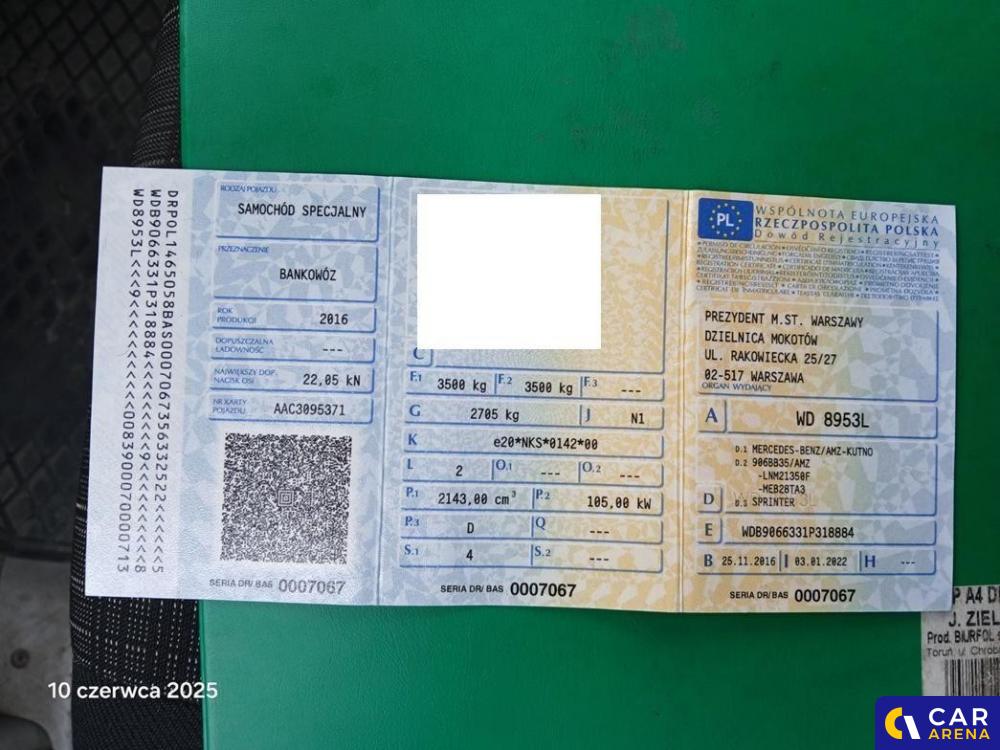 DRPOL1465058BAS00070673563325222<<<<<<5
WDB9066331P318884<<<<<<<<<<<<
WD8953L<<<<9<<<<<<<<<<<<<<00839000700007138
RODZAJ POJAZDU
SAMOCHÓD SPECJALNY
PRZEZNACZENIE
BANKOWÓZ
ROK PRODUKCJI 2016
DOPUSZCZALNA ŁADOWNOŚĆ ---
NAJWIĘKSZY DOP. NACISK OSI 22,05 kN
NR KARTY POJAZDU AAC3095371
SERIA DR/ BAS 0007067
C
F.1 3500 kg F.2 3500 kg F.3 ---
G 2705 kg J N1
K e20*NKS*0142*00
L 2 O.1 --- O.2 ---
P.1 2143,00 cm³ P.2 105,00 kW
P.3 D Q ---
S.1 4 S.2 ---
SERIA DR/ BAS 0007067
PL
WSPÓLNOTA EUROPEJSKA
RZECZPOSPOLITA POLSKA
Dowód Rejestracyjny
PREZYDENT M.ST. WARSZAWY
DZIELNICA MOKOTÓW
UL. RAKOWIECKA 25/27
02-517 WARSZAWA
ORGAN WYDAJĄCY
A WD 8953L
D.1 MERCEDES-BENZ/AMZ-KUTNO
D.2 906BB35/AMZ
-LNM21350F
-MEB28TA3
D D.3 SPRINTER
E WDB9066331P318884
B 25.11.2016 I 03.01.2022 H ---
SERIA DR/ BAS 0007067
P A4 D
J. ZIEL
Prod. BIURFOL
Toruń, ul. Chrob
10 czerwca 2025
CAR
ARENA